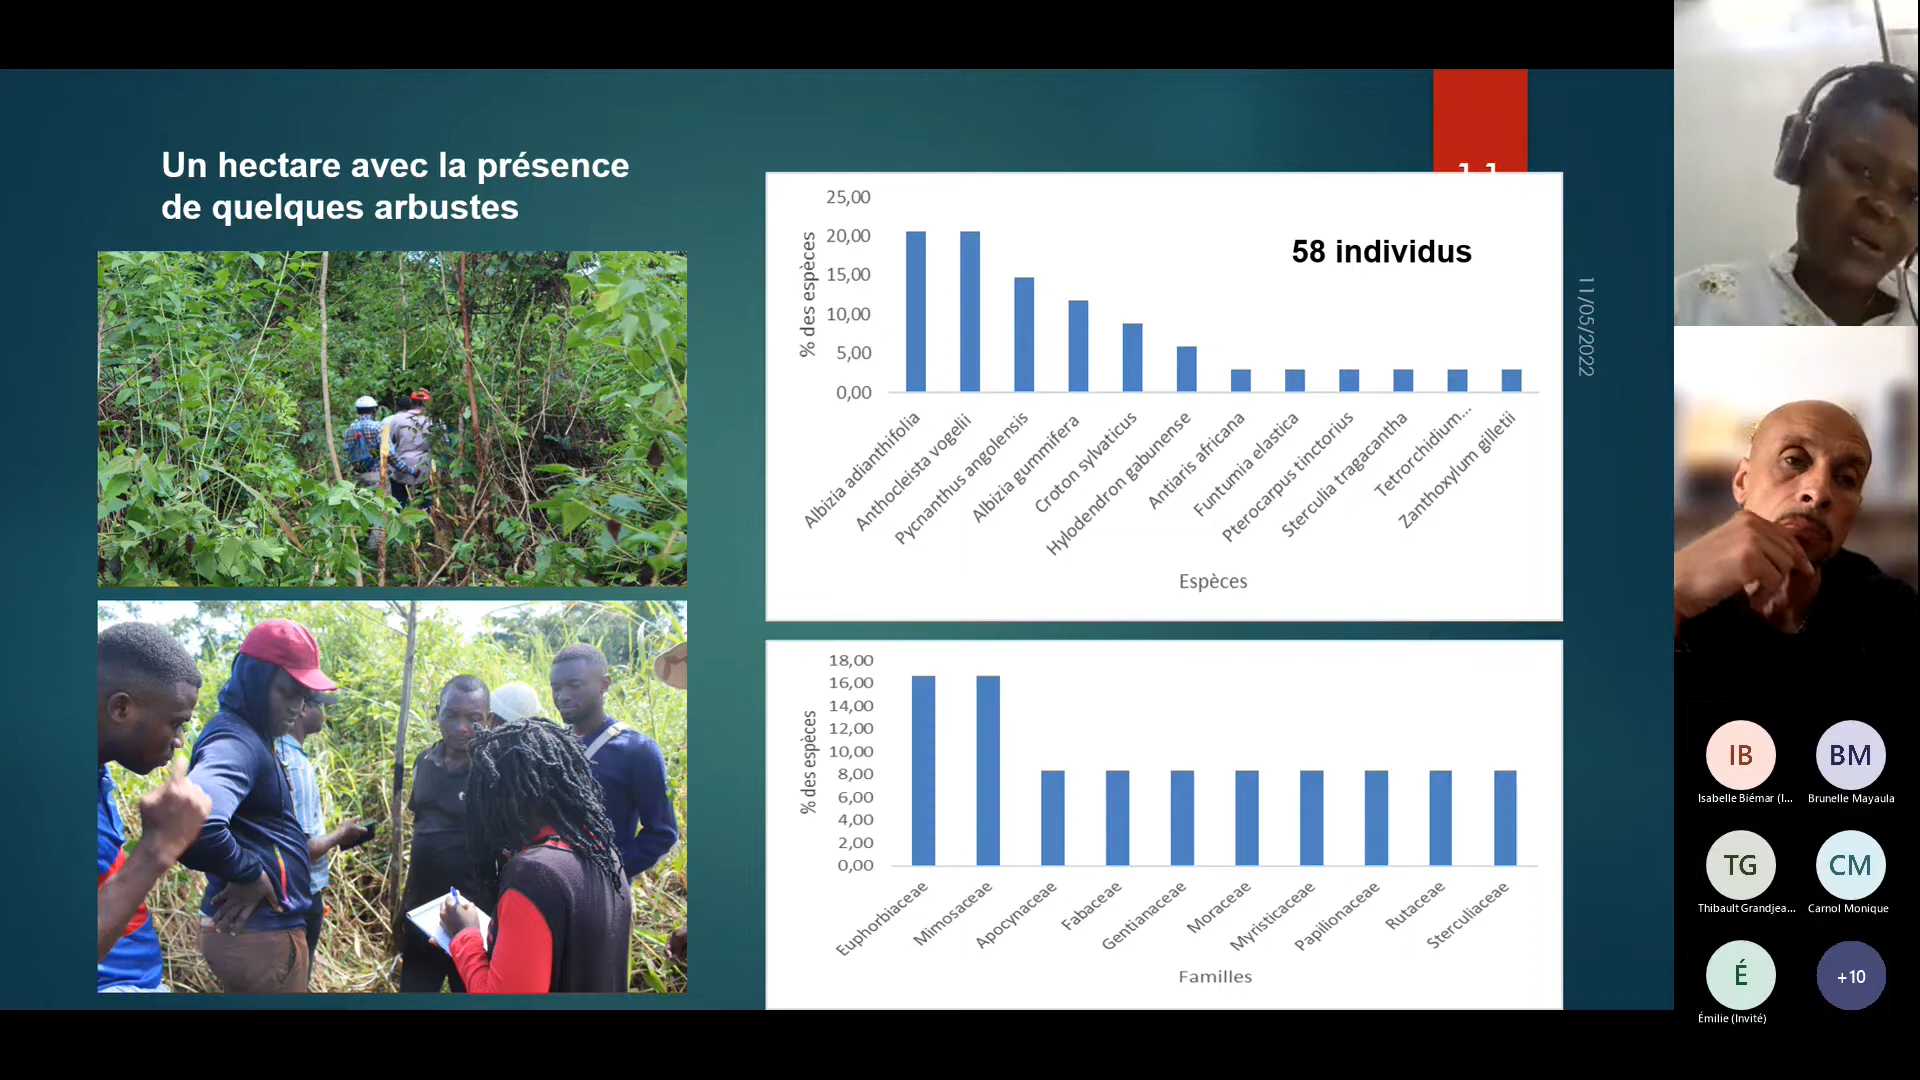 Un hectare avec la présence
de quelques arbustes
11
25,00
20,00
15,00
10,00
5,00
0,00
% des espèces
58 individus
Albizia adianthifolia
Anthocleista vogelii
Pycnanthus angolensis
Albizia gummifera
Croton sylvaticus
Hylodendron gabunense
Antiaris africana
Funtumia elastica
Pterocarpus tinctorius
Sterculia tragacantha
Tetrorchidium...
Zanthoxylum gilletii
Espèces
11/05/2022
18,00
16,00
14,00
12,00
10,00
8,00
6,00
4,00
2,00
0,00
% des espèces
Euphorbiaceae
Mimosaceae
Apocynaceae
Fabaceae
Gentianaceae
Moraceae
Myristicaceae
Papilionaceae
Rutaceae
Sterculiaceae
Familles
IB
Isabelle Biémar (I...
BM
Brunelle Mayaula
TG
Thibault Grandjea...
CM
Carnol Monique
É
Émilie (Invité)
+10